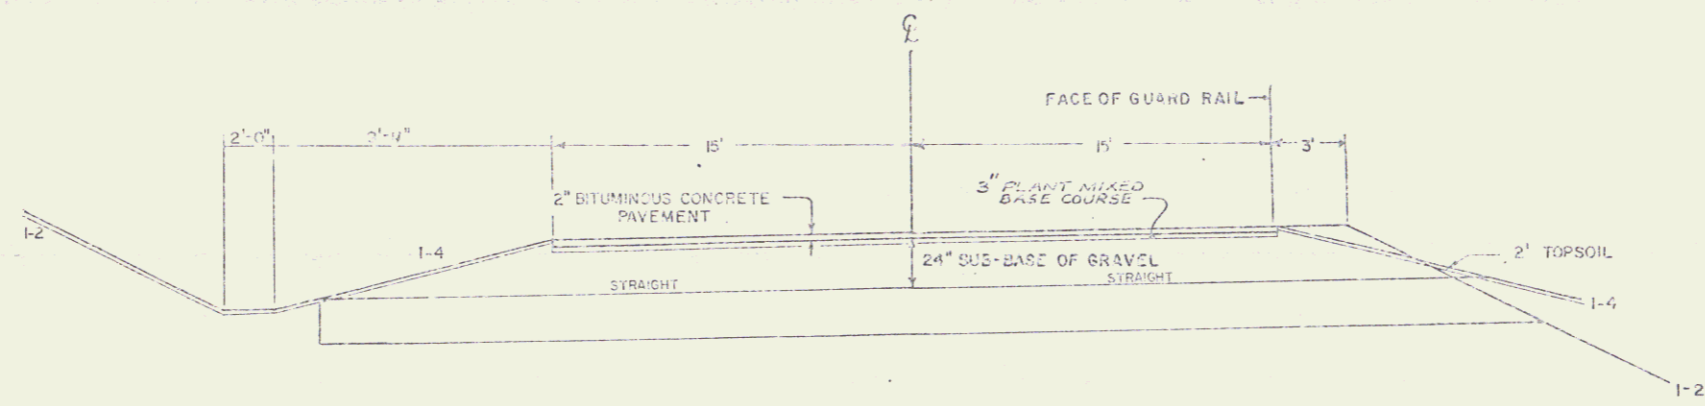 ℄
FACE OF GUARD RAIL
2'-0"
15'
15'
3'
2" BITUMINOUS CONCRETE
PAVEMENT
3" PLANT MIXED
BASE COURSE
1-2
1-4
24" SUB-BASE OF GRAVEL
2' TOPSOIL
STRAIGHT
STRAIGHT
1-4
1-2